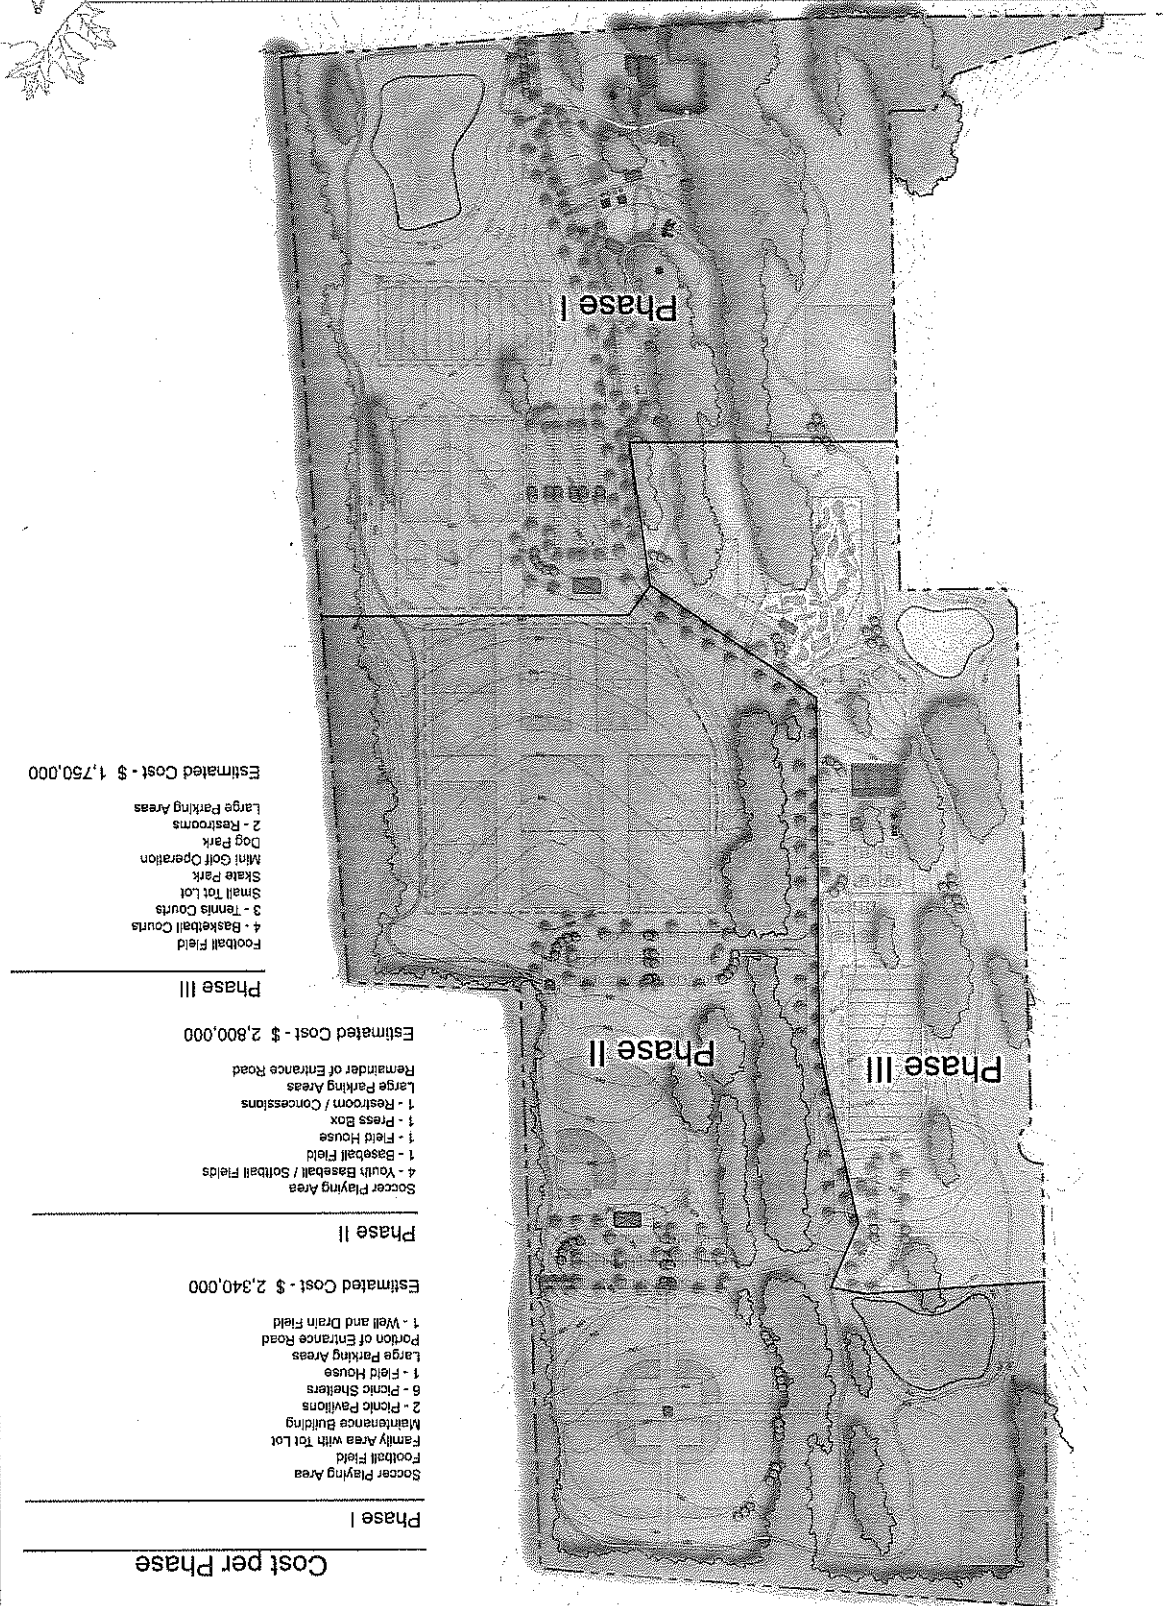 Cost per Phase
Phase I
Soccer Playing Area
Football Field
Family Area with Tot Lot
Maintenance Building
2 - Picnic Pavilions
6 - Picnic Shelters
1 - Field House
Large Parking Areas
Portion of Entrance Road
1 - Well and Drain Field
Estimated Cost - $ 2,340,000
Phase II
Soccer Playing Area
4 - Youth Baseball / Softball Fields
1 - Baseball Field
1 - Field House
1 - Press Box
1 - Restroom / Concessions
Large Parking Areas
Remainder of Entrance Road
Estimated Cost - $ 2,800,000
Phase III
Football Field
4 - Basketball Courts
3 - Tennis Courts
Small Tot Lot
Skate Park
Mini Golf Operation
Dog Park
2 - Restrooms
Large Parking Areas
Estimated Cost - $ 1,750,000
Phase III
Phase II
Phase I